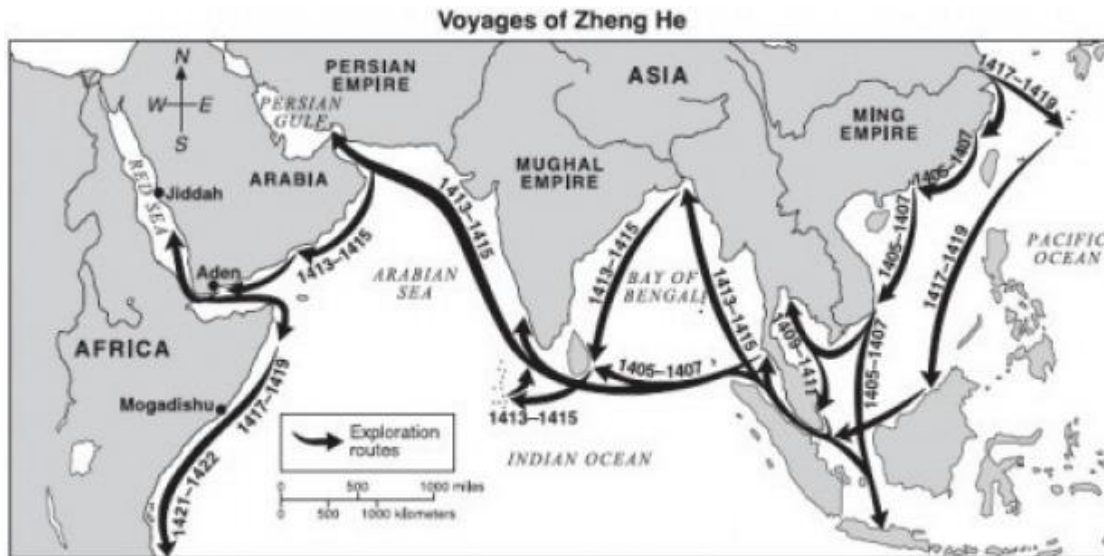 Voyages of Zheng He
N
W
E
S
PERSIAN
EMPIRE
PERSIAN
GULF
ASIA
MING
EMPIRE
1417–1419
1405–1407
RED SEA
Jiddah
ARABIA
MUGHAL
EMPIRE
1413–1415
1413–1415
1413–1415
1405–1407
1417–1419
PACIFIC
OCEAN
Aden
ARABIAN
SEA
BAY OF
BENGAL
1413–1415
1409–1411
1405–1407
AFRICA
1405–1407
Mogadishu
1417–1419
1413–1415
1421–1422
Exploration
routes
INDIAN OCEAN
0 500 1000 miles
0 500 1000 kilometers